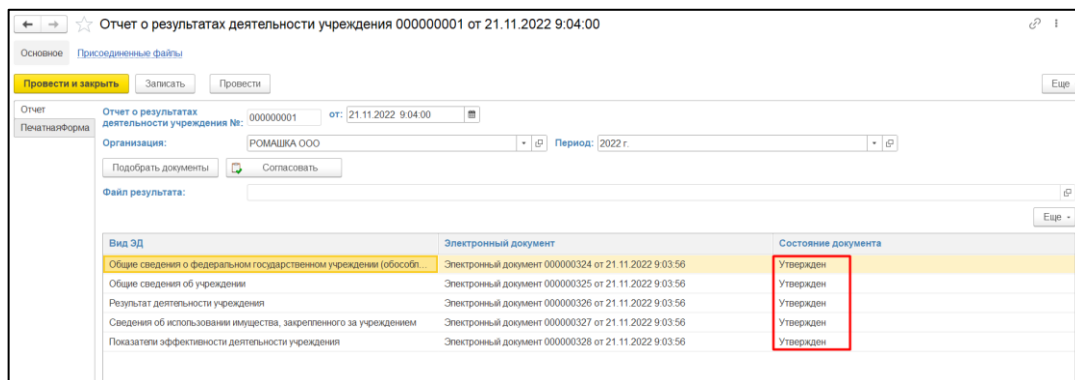 Отчет о результатах деятельности учреждения 000000001 от 21.11.2022 9:04:00
Основное Присоединенные файлы
Провести и закрыть Записать Провести Еще
Отчет
ПечатнаяФорма
Отчет о результатах
деятельности учреждения №: 000000001 от: 21.11.2022 9:04:00
Организация: РОМАШКА ООО Период: 2022 г.
Подобрать документы Согласовать
Файл результата:
Еще
Вид ЭД Электронный документ Состояние документа
Общие сведения о федеральном государственном учреждении (обособл... Электронный документ 000000324 от 21.11.2022 9:03:56 Утвержден
Общие сведения об учреждении Электронный документ 000000325 от 21.11.2022 9:03:56 Утвержден
Результат деятельности учреждения Электронный документ 000000326 от 21.11.2022 9:03:56 Утвержден
Сведения об использовании имущества, закрепленного за учреждением Электронный документ 000000327 от 21.11.2022 9:03:56 Утвержден
Показатели эффективности деятельности учреждения Электронный документ 000000328 от 21.11.2022 9:03:56 Утвержден